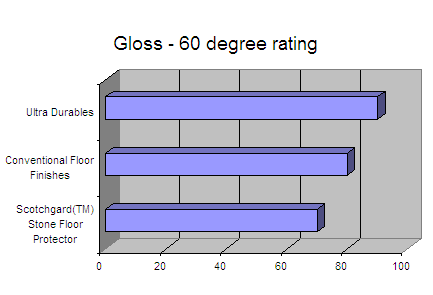 Gloss - 60 degree rating
Ultra Durables
Conventional Floor
Finishes
Scotchgard(TM)
Stone Floor
Protector
0 20 40 60 80 100